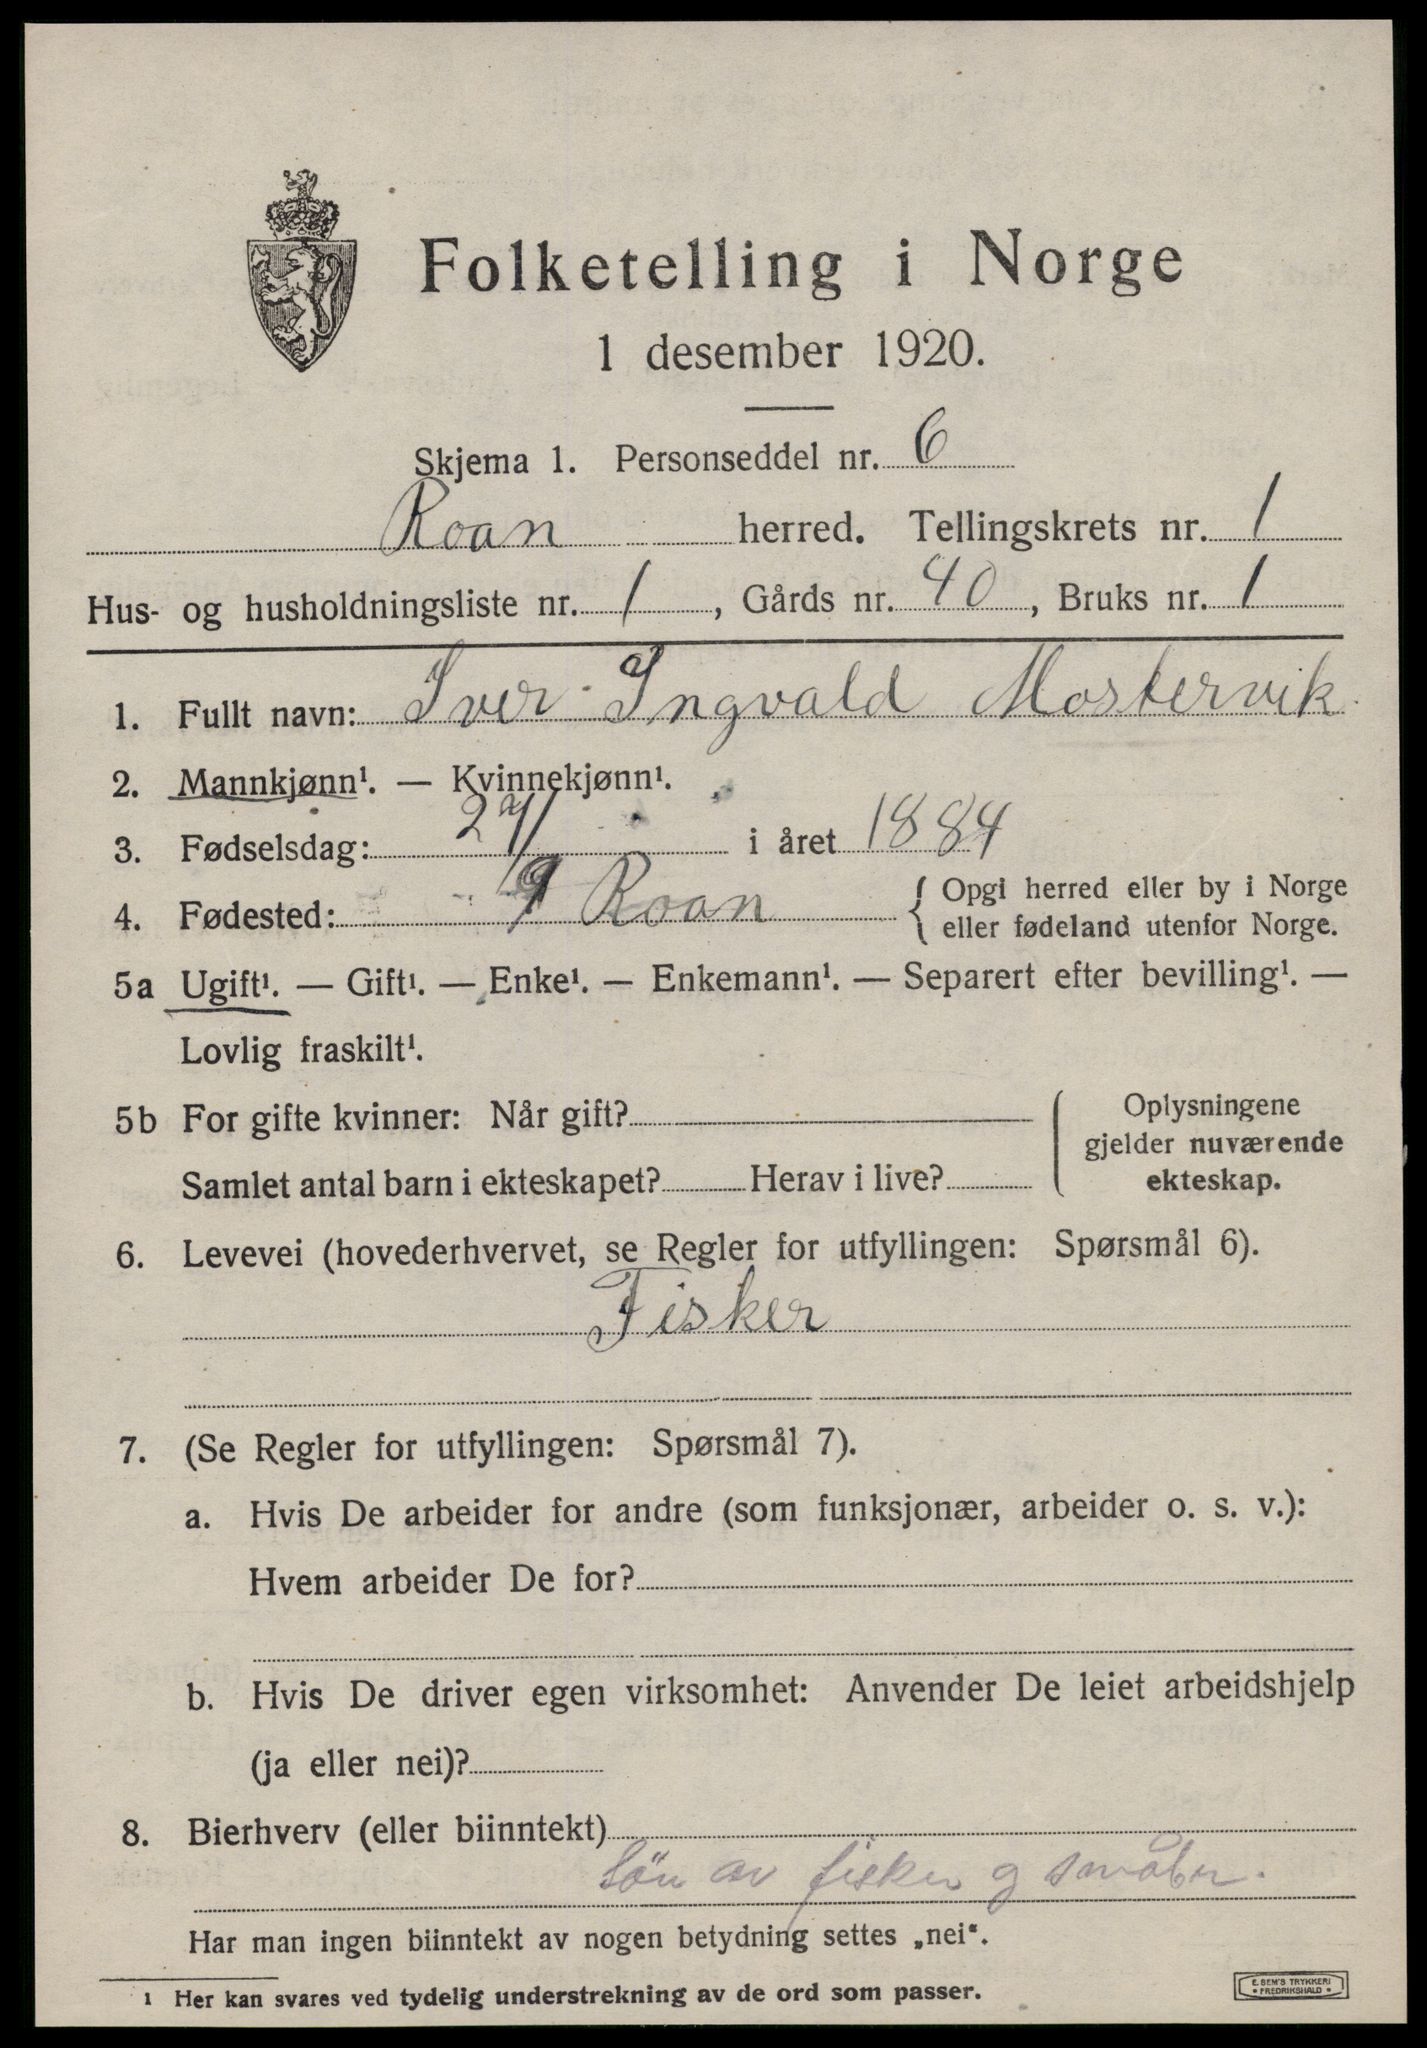 Folketelling i Norge
1 desember 1920.
Skjema 1. Personseddel nr. 6
Roan herred. Tellingskrets nr. 1
Hus- og husholdningsliste nr. 1, Gårds nr. 40, Bruks nr. 1
1. Fullt navn: Iver Ingvald Mostervik
2. Mannkjønn¹. — Kvinnekjønn¹.
3. Fødselsdag: i året 1884
4. Fødested: Roan { Opgi herred eller by i Norge
eller fødeland utenfor Norge.
5a Ugift¹. — Gift¹. — Enke¹. — Enkemann¹. — Separert efter bevilling¹. —
Lovlig fraskilt¹.
5b For gifte kvinner: Når gift?
Samlet antal barn i ekteskapet? Herav i live?
Oplysningene
gjelder nuværende
ekteskap.
6. Levevei (hovederhvervet, se Regler for utfyllingen: Spørsmål 6).
Fisker
7. (Se Regler for utfyllingen: Spørsmål 7).
a. Hvis De arbeider for andre (som funksjonær, arbeider o. s. v.):
Hvem arbeider De for?
b. Hvis De driver egen virksomhet: Anvender De leiet arbeidshjelp
(ja eller nei)?
8. Bierhverv (eller biinntekt)
Sön av fisker og småbr.
Har man ingen biinntekt av nogen betydning settes „nei“.
1 Her kan svares ved tydelig understrekning av de ord som passer.
E. SEM'S TRYKKERI
• FREDRIKSHALD •